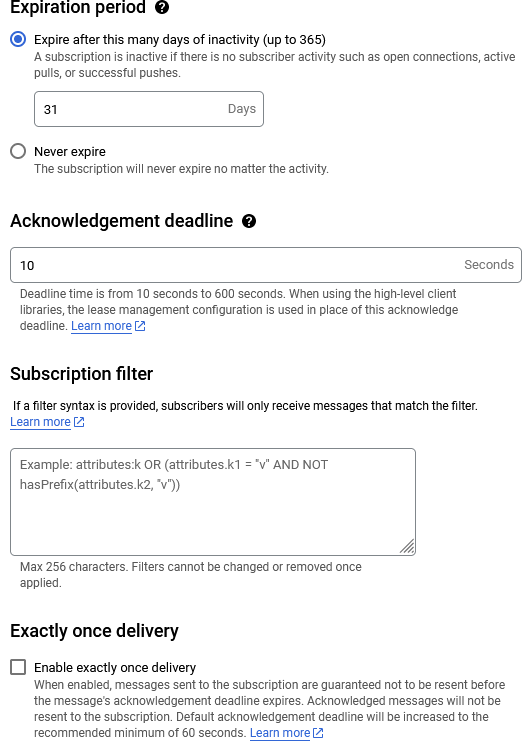 Expiration period
Expire after this many days of inactivity (up to 365)
A subscription is inactive if there is no subscriber activity such as open connections, active
pulls, or successful pushes.
31 Days
Never expire
The subscription will never expire no matter the activity.
Acknowledgement deadline
10 Seconds
Deadline time is from 10 seconds to 600 seconds. When using the high-level client
libraries, the lease management configuration is used in place of this acknowledge
deadline. Learn more
Subscription filter
If a filter syntax is provided, subscribers will only receive messages that match the filter.
Learn more
Example: attributes:k OR (attributes.k1 = "v" AND NOT
hasPrefix(attributes.k2, "v"))
Max 256 characters. Filters cannot be changed or removed once
applied.
Exactly once delivery
Enable exactly once delivery
When enabled, messages sent to the subscription are guaranteed not to be resent before
the message's acknowledgement deadline expires. Acknowledged messages will not be
resent to the subscription. Default acknowledgement deadline will be increased to the
recommended minimum of 60 seconds. Learn more